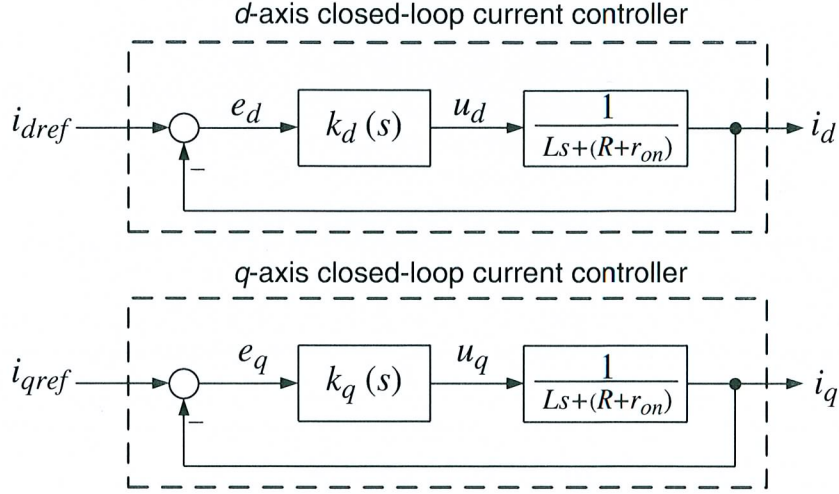 d-axis closed-loop current controller
i_dref
e_d
k_d (s)
u_d
1
Ls+(R+r_on)
i_d
–
q-axis closed-loop current controller
i_qref
e_q
k_q (s)
u_q
1
Ls+(R+r_on)
i_q
–